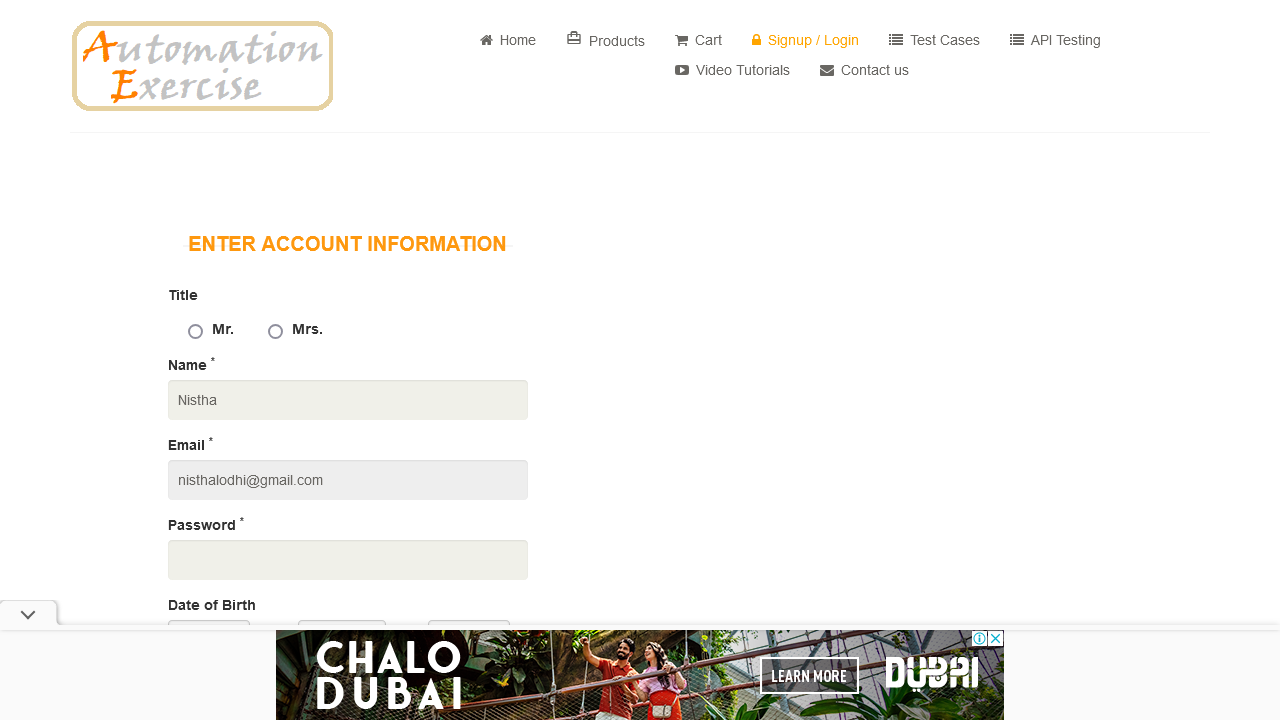 Automation
Exercise
Home Products Cart Signup / Login Test Cases API Testing
Video Tutorials Contact us
ENTER ACCOUNT INFORMATION
Title
Mr. Mrs.
Name *
Nistha
Email *
nisthalodhi@gmail.com
Password *
Date of Birth
CHALO
DUBAI
LEARN MORE
DUBAI